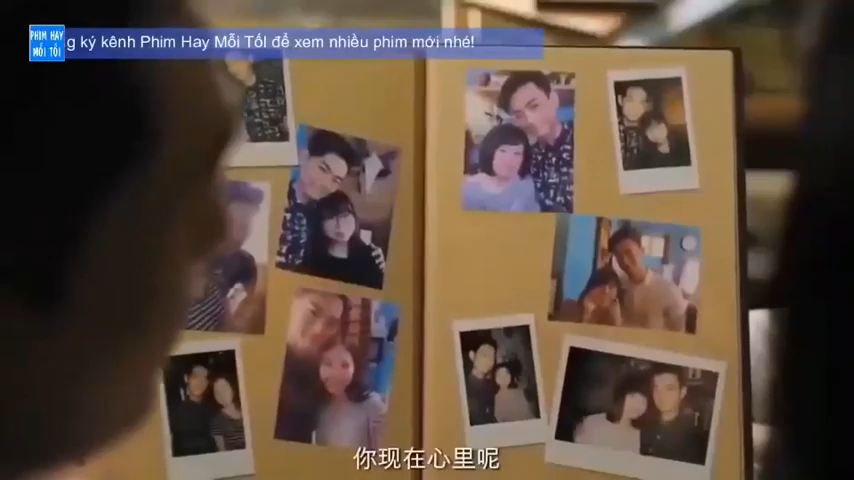 PHIM HAY
MỖI TỐI
g ký kênh Phim Hay Mỗi Tối để xem nhiều phim mới nhé!
你现在心里呢